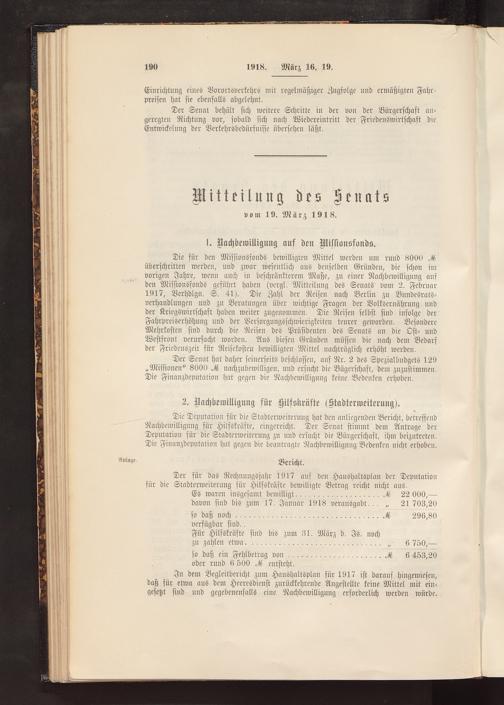 190 1918. März 16, 19.
Einrichtung eines Vorortsverkehrs mit regelmäßiger Zugfolge und ermäßigten Fahr-
preisen hat sie ebenfalls abgelehnt.
Der Senat behält sich weitere Schritte in der von der Bürgerschaft an-
geregten Richtung vor, sobald sich nach Wiedereintritt der Friedenswirtschaft die
Entwickelung der Verkehrsbedürfnisse übersehen läßt.
Mitteilung des Senats
vom 19. März 1918.
1. Nachbewilligung auf den Missionsfonds.
Die für den Missionsfonds bewilligten Mittel werden um rund 8000 ℳ
überschritten werden, und zwar wesentlich aus denselben Gründen, die schon im
vorigen Jahre, wenn auch in beschränkterem Maße, zu einer Nachbewilligung auf
den Missionsfonds geführt haben (vergl. Mitteilung des Senats vom 2. Februar
1917, Verhdlgn. S. 41). Die Zahl der Reisen nach Berlin zu Bundesrats-
verhandlungen und zu Beratungen über wichtige Fragen der Volksernährung und
der Kriegswirtschaft haben weiter zugenommen. Die Reisen selbst sind infolge der
Fahrpreiserhöhung und der Versorgungsschwierigkeiten teurer geworden. Besondere
Mehrkosten sind durch die Reisen des Präsidenten des Senats an die Ost- und
Westfront verursacht worden. Aus diesen Gründen müssen die nach dem Bedarf
der Friedenszeit für Reisekosten bewilligten Mittel nachträglich erhöht werden.
Der Senat hat daher seinerseits beschlossen, auf Nr. 2 des Spezialbudgets 129
„Missionen“ 8000 ℳ nachzubewilligen, und ersucht die Bürgerschaft, dem zuzustimmen.
Die Finanzdeputation hat gegen die Nachbewilligung keine Bedenken erhoben.
2. Nachbewilligung für Hilfskräfte (Stadterweiterung).
Die Deputation für die Stadterweiterung hat den anliegenden Bericht, betreffend
Nachbewilligung für Hilfskräfte, eingereicht. Der Senat stimmt dem Antrage der
Deputation für die Stadterweiterung zu und ersucht die Bürgerschaft, ihm beizutreten.
Die Finanzdeputation hat gegen die beantragte Nachbewilligung Bedenken nicht erhoben.
Anlage. Bericht.
Der für das Rechnungsjahr 1917 auf den Haushaltsplan der Deputation
für die Stadterweiterung für Hilfskräfte bewilligte Betrag reicht nicht aus.
Es waren insgesamt bewilligt ........ ℳ 22 000,—
davon sind bis zum 17. Januar 1918 verausgabt ... „ 21 703,20
so daß noch ........ ℳ 296,80
verfügbar sind.
Für Hilfskräfte sind bis zum 31. März d. Js. noch
zu zahlen etwa ........ „ 6 750,—
so daß ein Fehlbetrag von ........ ℳ 6 453,20
oder rund 6 500 ℳ entsteht.
In dem Begleitbericht zum Haushaltsplan für 1917 ist darauf hingewiesen,
daß für etwa aus dem Heeresdienst zurückkehrende Angestellte keine Mittel mit ein-
gesetzt sind und gegebenenfalls eine Nachbewilligung erforderlich werden würde.